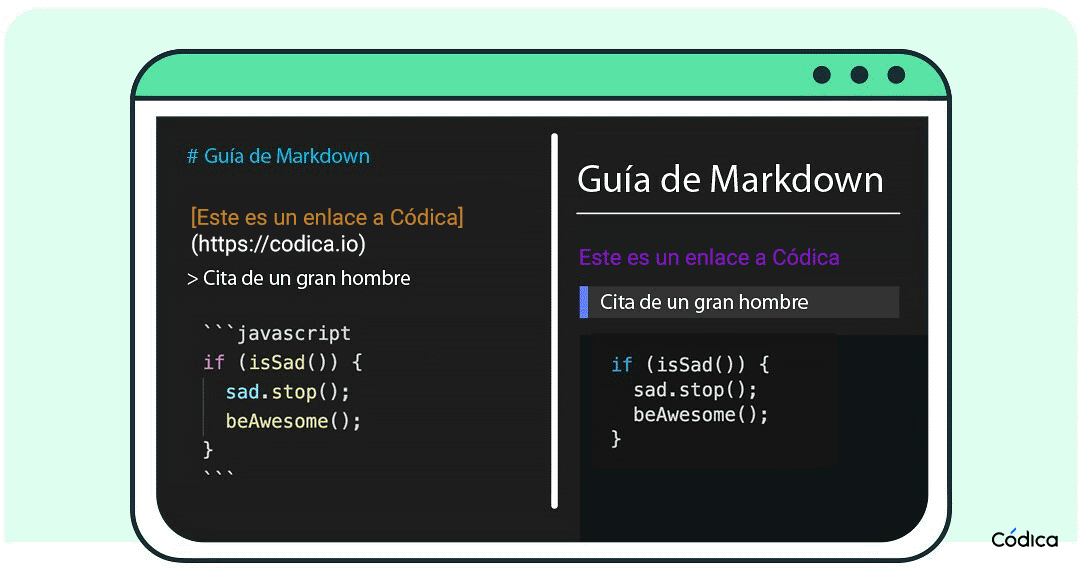 # Guía de Markdown
[Este es un enlace a Códica]
(https://codica.io)
> Cita de un gran hombre
```javascript
if (isSad()) {
  sad.stop();
  beAwesome();
}
```
Guía de Markdown
Este es un enlace a Códica
Cita de un gran hombre
if (isSad()) {
  sad.stop();
  beAwesome();
}
Códica